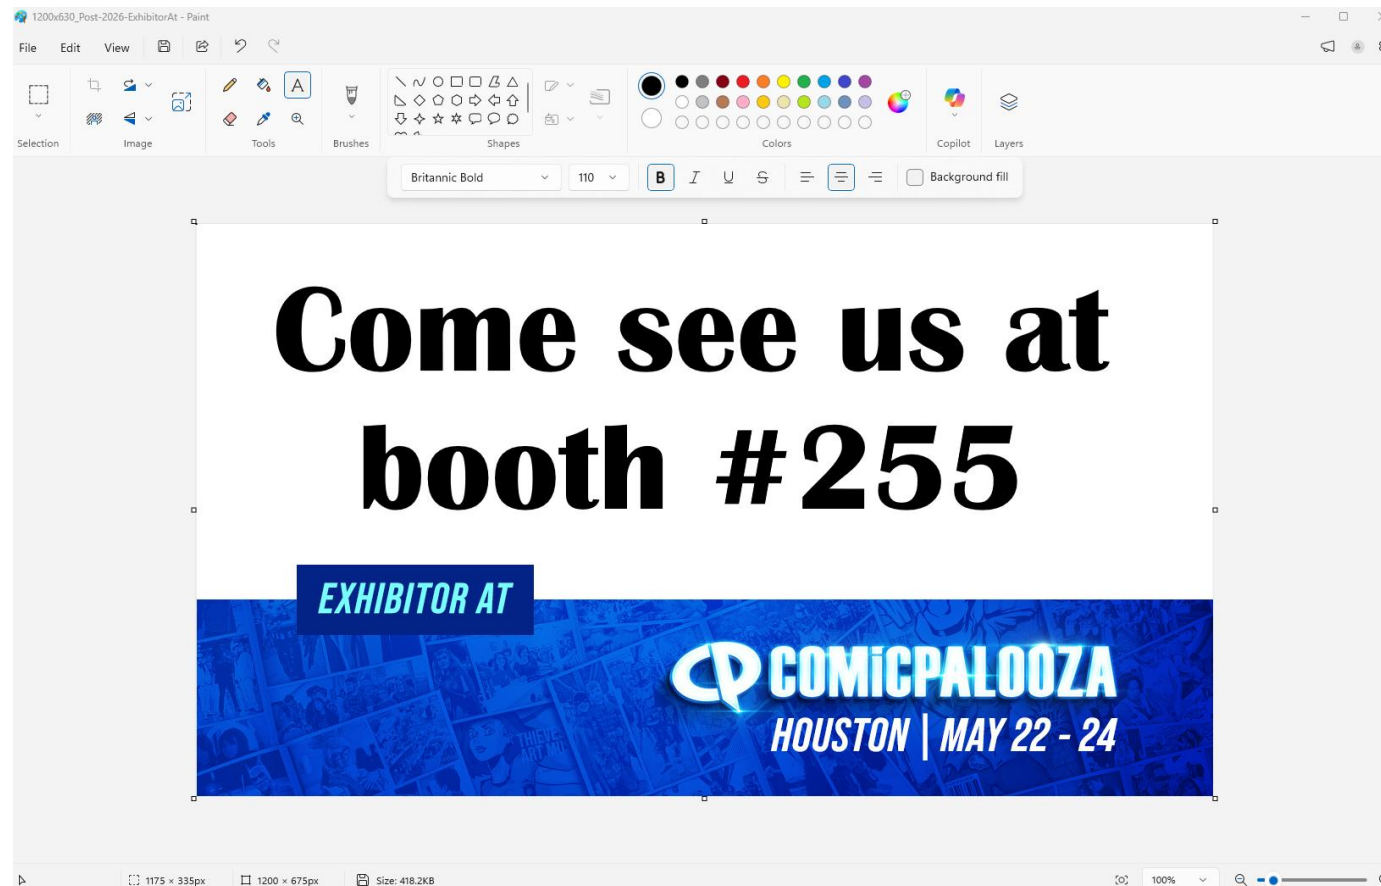 1200x630_Post-2026-ExhibitorAt - Paint
File Edit View
Selection Image Tools Brushes Shapes Colors Copilot Layers
Britannic Bold 110 B I U S Background fill
Come see us at
booth #255
EXHIBITOR AT
CP COMiCPALOOZA
HOUSTON | MAY 22 - 24
1175 × 335px 1200 × 675px Size: 418.2KB 100%